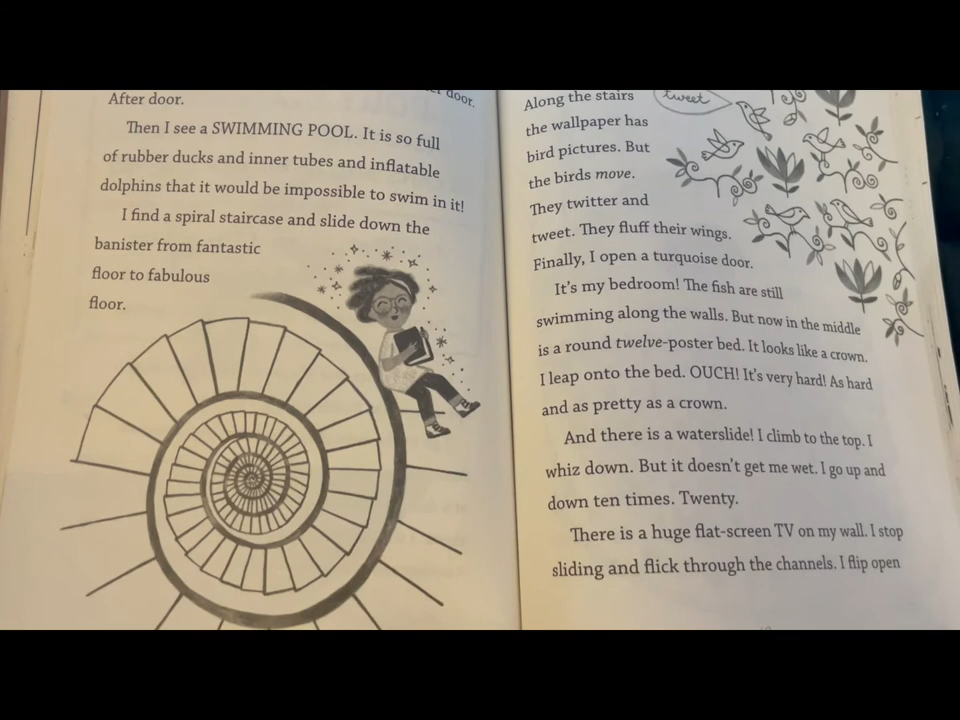 door.
After door.
Then I see a SWIMMING POOL. It is so full
of rubber ducks and inner tubes and inflatable
dolphins that it would be impossible to swim in it!
I find a spiral staircase and slide down the
banister from fantastic
floor to fabulous
floor.
Along the stairs
tweet
the wallpaper has
bird pictures. But
the birds move.
They twitter and
tweet. They fluff their wings.
Finally, I open a turquoise door.
It's my bedroom! The fish are still
swimming along the walls. But now in the middle
is a round twelve-poster bed. It looks like a crown.
I leap onto the bed. OUCH! It's very hard! As hard
and as pretty as a crown.
And there is a waterslide! I climb to the top. I
whiz down. But it doesn't get me wet. I go up and
down ten times. Twenty.
There is a huge flat-screen TV on my wall. I stop
sliding and flick through the channels. I flip open